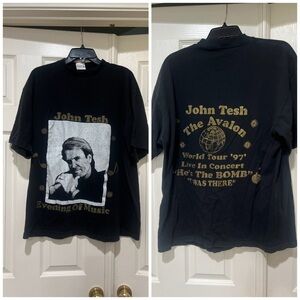 John Tesh
Evening Of Music
John Tesh
The Avalon
World Tour '97'
Live In Concert
"He's The BOMB"
"I WAS THERE"